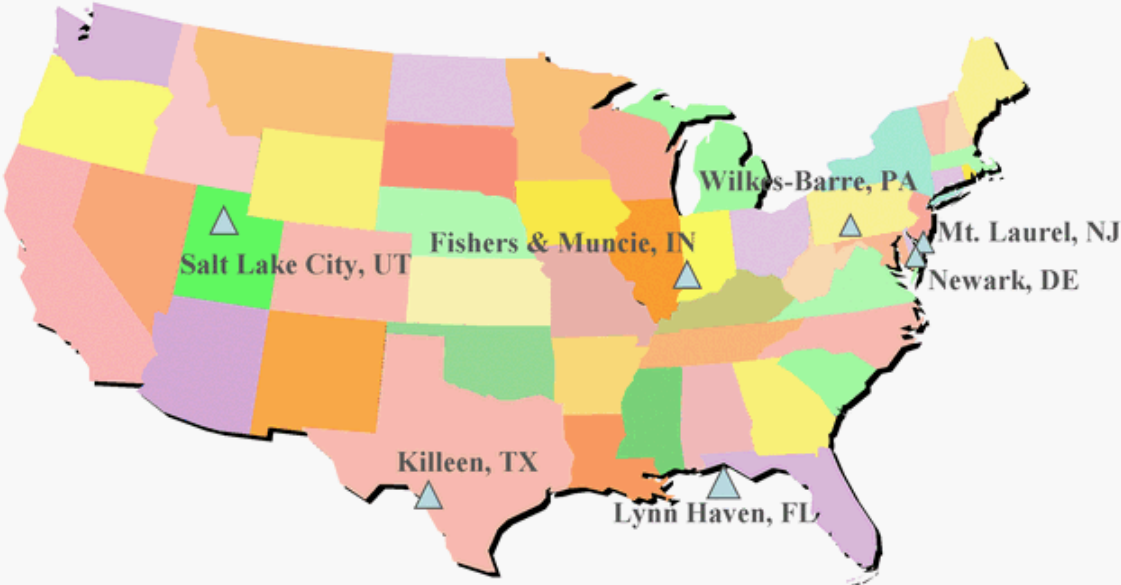 Wilkes-Barre, PA
Mt. Laurel, NJ
Fishers & Muncie, IN
Salt Lake City, UT
Newark, DE
Killeen, TX
Lynn Haven, FL